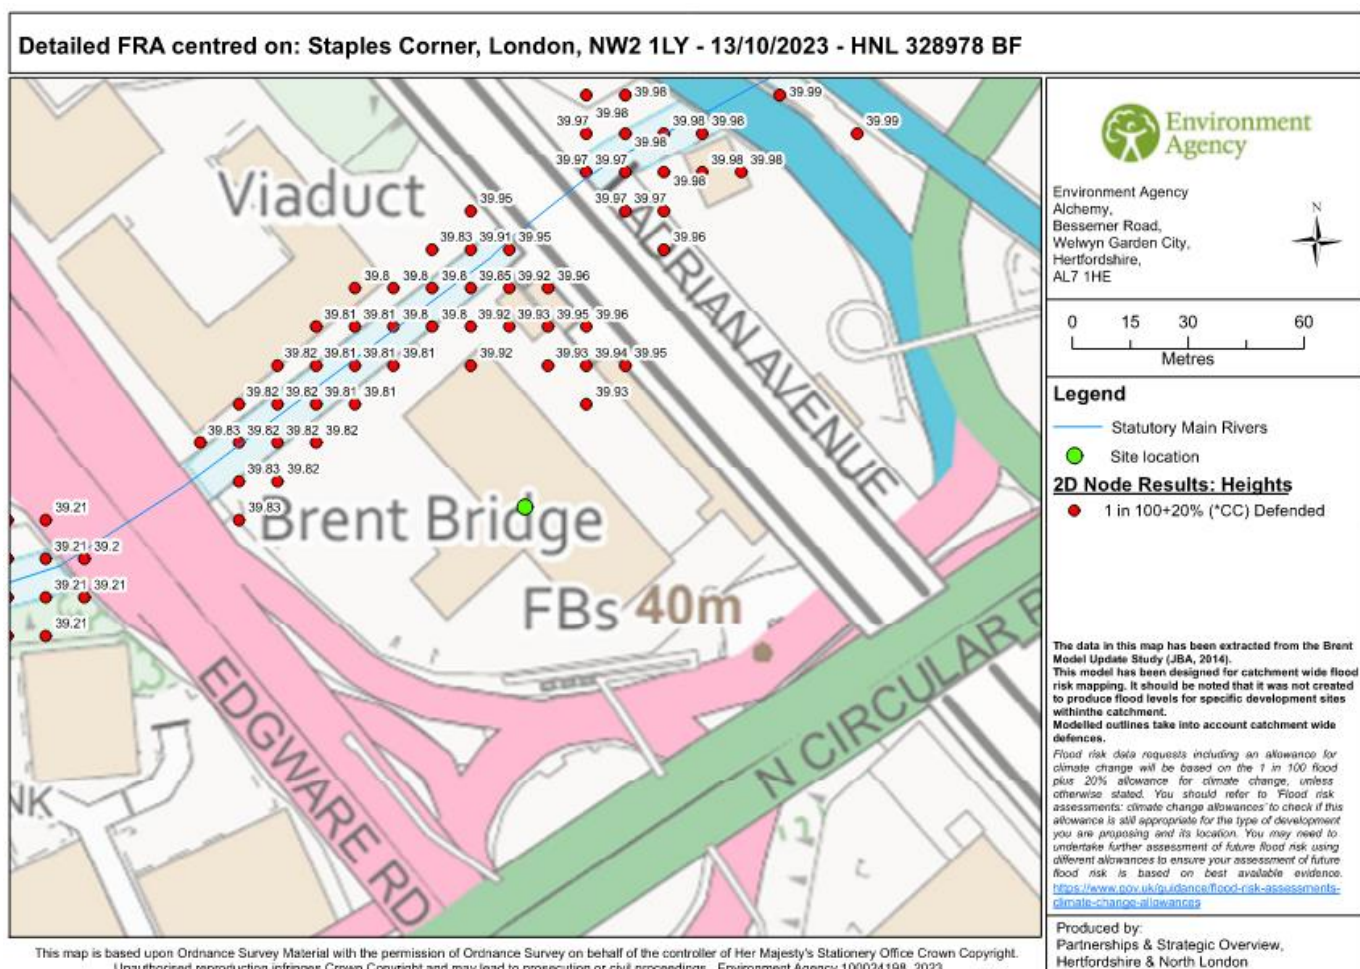 Detailed FRA centred on: Staples Corner, London, NW2 1LY - 13/10/2023 - HNL 328978 BF
39.98 39.99
39.97 39.98 39.98 39.98 39.99
39.98
39.97 39.97 39.98 39.98
39.98
Viaduct
39.95 39.97 39.97
39.83 39.91 39.95 39.96
39.8 39.8 39.8 39.85 39.92 39.96
39.81 39.81 39.8 39.8 39.92 39.93 39.95 39.96
39.82 39.81 39.81 39.81 39.92 39.93 39.94 39.95
39.82 39.82 39.81 39.81 39.93
39.83 39.82 39.82 39.82
39.83 39.82
39.83
Brent Bridge
39.21
39.21 39.2
39.21 39.21
39.21
FBs 40m
ADRIAN AVENUE
EDGWARE RD
N CIRCULAR
NK
Environment
Agency
Environment Agency
Alchemy,
Bessemer Road,
Welwyn Garden City,
Hertfordshire,
AL7 1HE
N
0 15 30 60
Metres
Legend
Statutory Main Rivers
Site location
2D Node Results: Heights
1 in 100+20% (*CC) Defended
The data in this map has been extracted from the Brent
Model Update Study (JBA, 2014).
This model has been designed for catchment wide flood
risk mapping. It should be noted that it was not created
to produce flood levels for specific development sites
withinthe catchment.
Modelled outlines take into account catchment wide
defences.
Flood risk data requests including an allowance for
climate change will be based on the 1 in 100 flood
plus 20% allowance for climate change, unless
otherwise stated. You should refer to 'Flood risk
assessments: climate change allowances' to check if this
allowance is still appropriate for the type of development
you are proposing and its location. You may need to
undertake further assessment of future flood risk using
different allowances to ensure your assessment of future
flood risk is based on best available evidence.
https://www.gov.uk/guidance/flood-risk-assessments-
climate-change-allowances
Produced by:
Partnerships & Strategic Overview,
Hertfordshire & North London
This map is based upon Ordnance Survey Material with the permission of Ordnance Survey on behalf of the controller of Her Majesty's Stationery Office Crown Copyright.
Unauthorised reproduction infringes Crown Copyright and may lead to prosecution or civil proceedings. Environment Agency 100024198, 2023